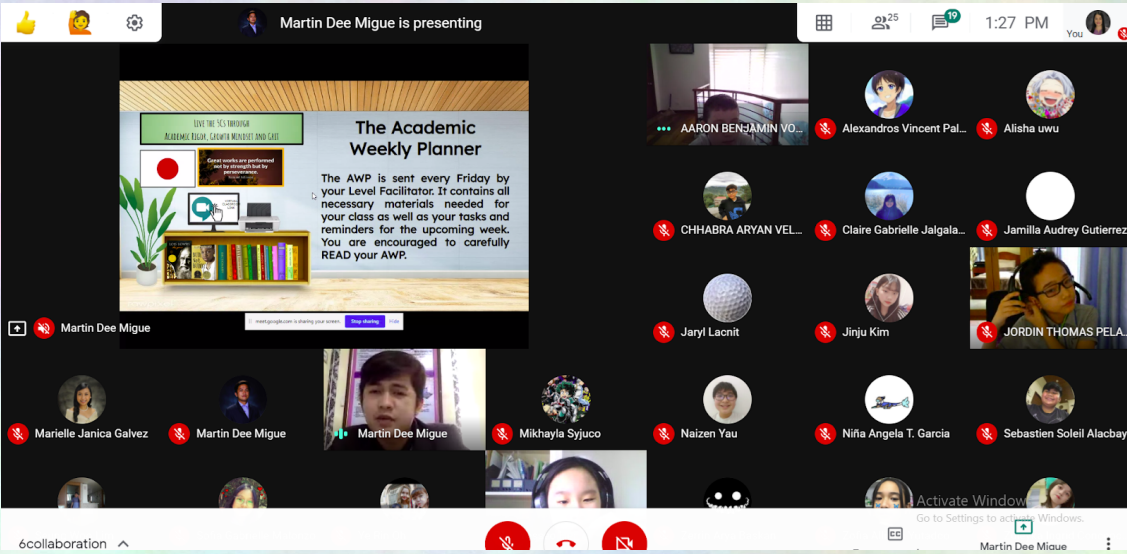 Martin Dee Migue is presenting
25
19
1:27 PM
You
LIVE THE 5CS THROUGH
ACADEMIC RIGOR, GROWTH MINDSET AND GRIT
Great works are performed
not by strength but by
perseverance.
The Academic
Weekly Planner
The AWP is sent every Friday by
your Level Facilitator. It contains all
necessary materials needed for
your class as well as your tasks and
reminders for the upcoming week.
You are encouraged to carefully
READ your AWP.
meet.google.com is sharing your screen.
Stop sharing
Hide
Martin Dee Migue
AARON BENJAMIN VO...
Alexandros Vincent Pal...
Alisha uwu
CHHABRA ARYAN VEL...
Claire Gabrielle Jalgala...
Jamilla Audrey Gutierrez
Jaryl Lacnit
Jinju Kim
JORDIN THOMAS PELA...
Marielle Janica Galvez
Martin Dee Migue
Martin Dee Migue
Mikhayla Syjuco
Naizen Yau
Niña Angela T. Garcia
Sebastien Soleil Alacbay
Activate Windows
Go to Settings to activate Windows.
6collaboration
CC
Martin Dee Migue